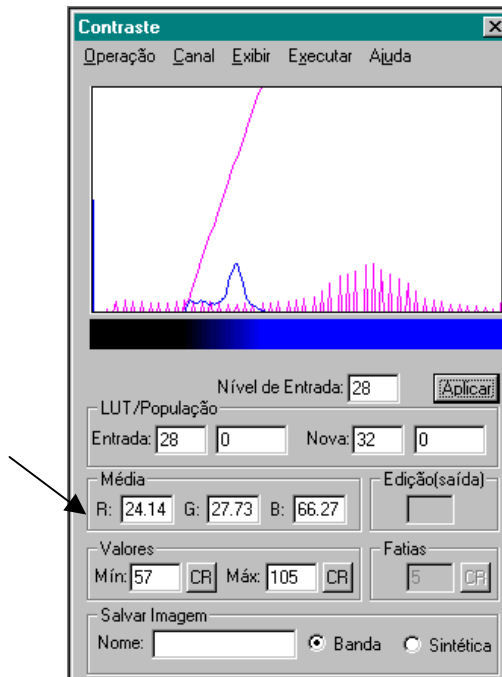 Contraste
Operação Canal Exibir Executar Ajuda
Nível de Entrada: 28 Aplicar
LUT/População
Entrada: 28 0 Nova: 32 0
Média Edição(saída)
R: 24.14 G: 27.73 B: 66.27
Valores Fatias
Mín: 57 CR Máx: 105 CR 5 CR
Salvar Imagem
Nome: Banda Sintética